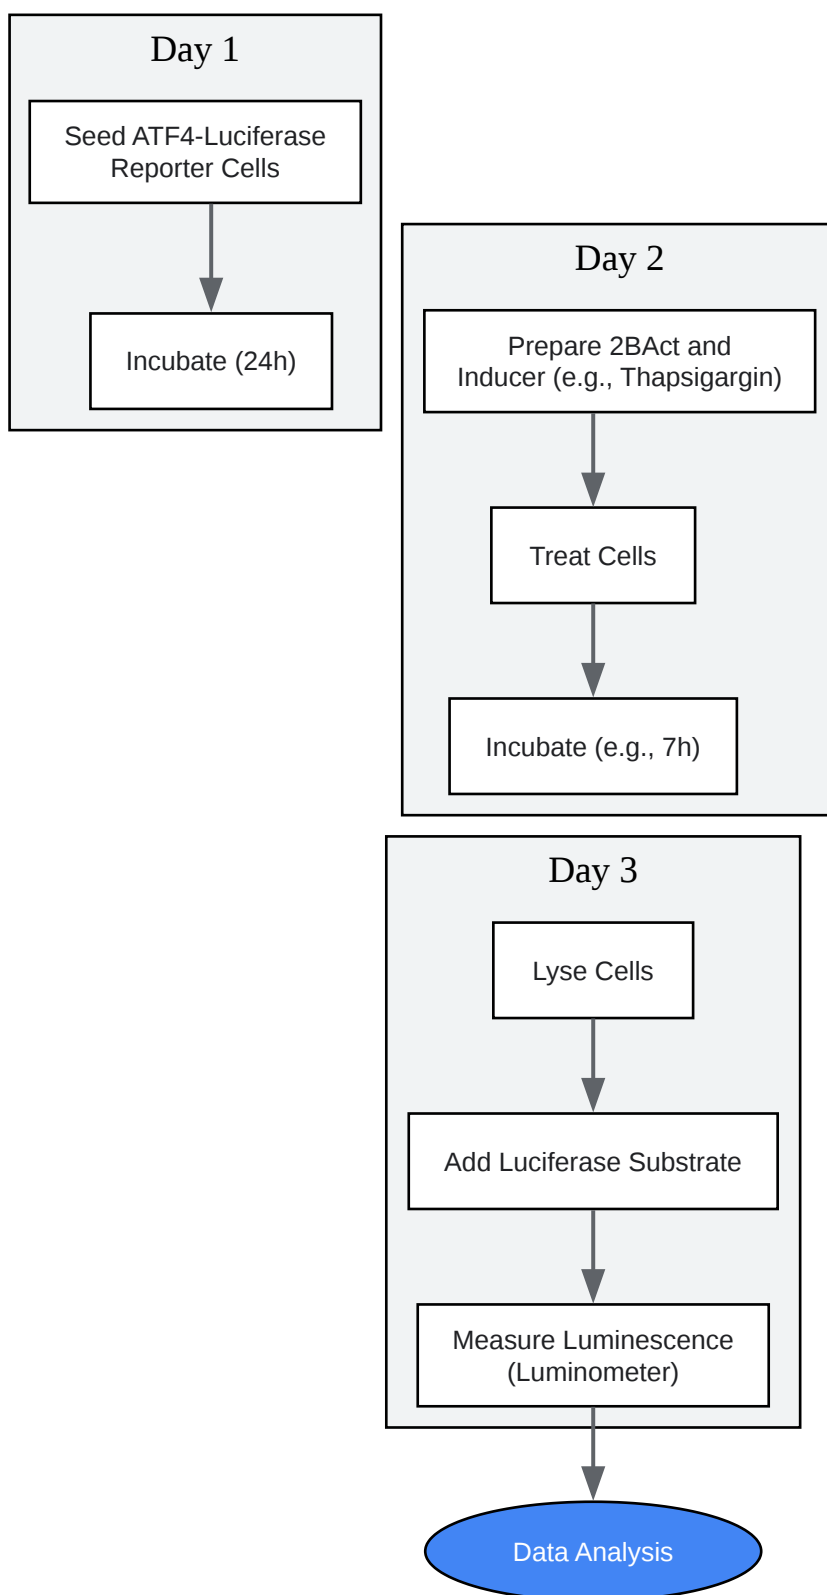 Day 1
Seed ATF4-Luciferase
Reporter Cells
Incubate (24h)
Day 2
Prepare 2BAct and
Inducer (e.g., Thapsigargin)
Treat Cells
Incubate (e.g., 7h)
Day 3
Lyse Cells
Add Luciferase Substrate
Measure Luminescence
(Luminometer)
Data Analysis